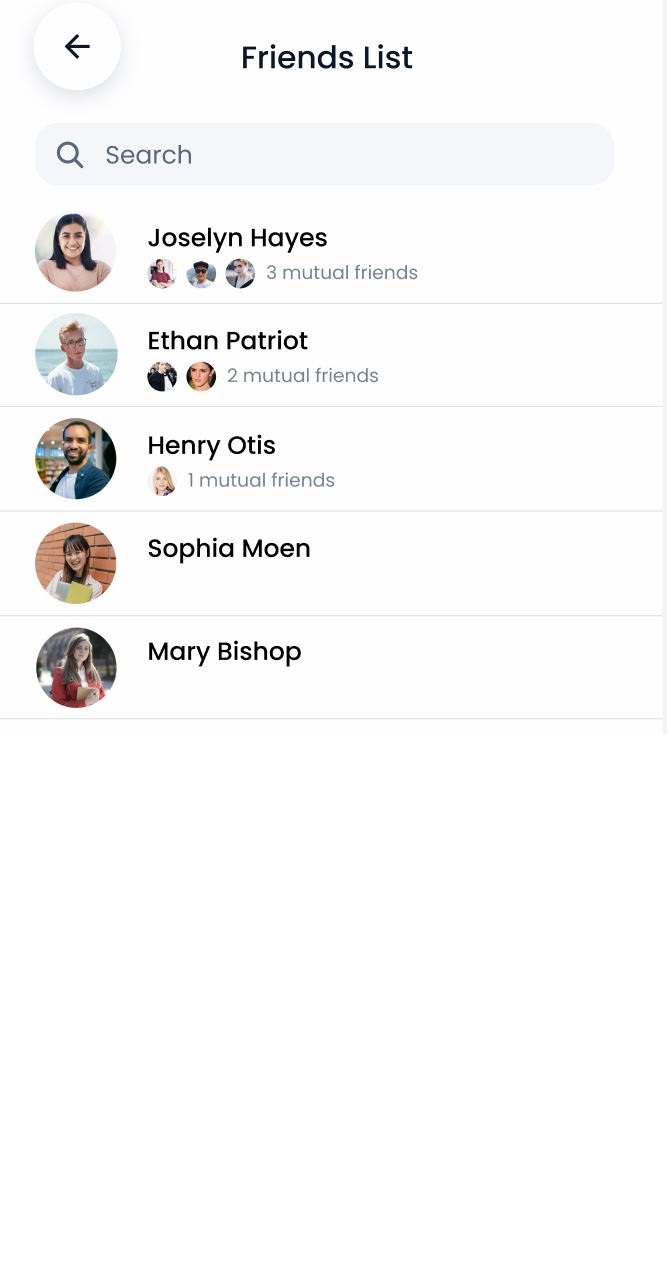 Friends List
Search
Joselyn Hayes
3 mutual friends
Ethan Patriot
2 mutual friends
Henry Otis
1 mutual friends
Sophia Moen
Mary Bishop